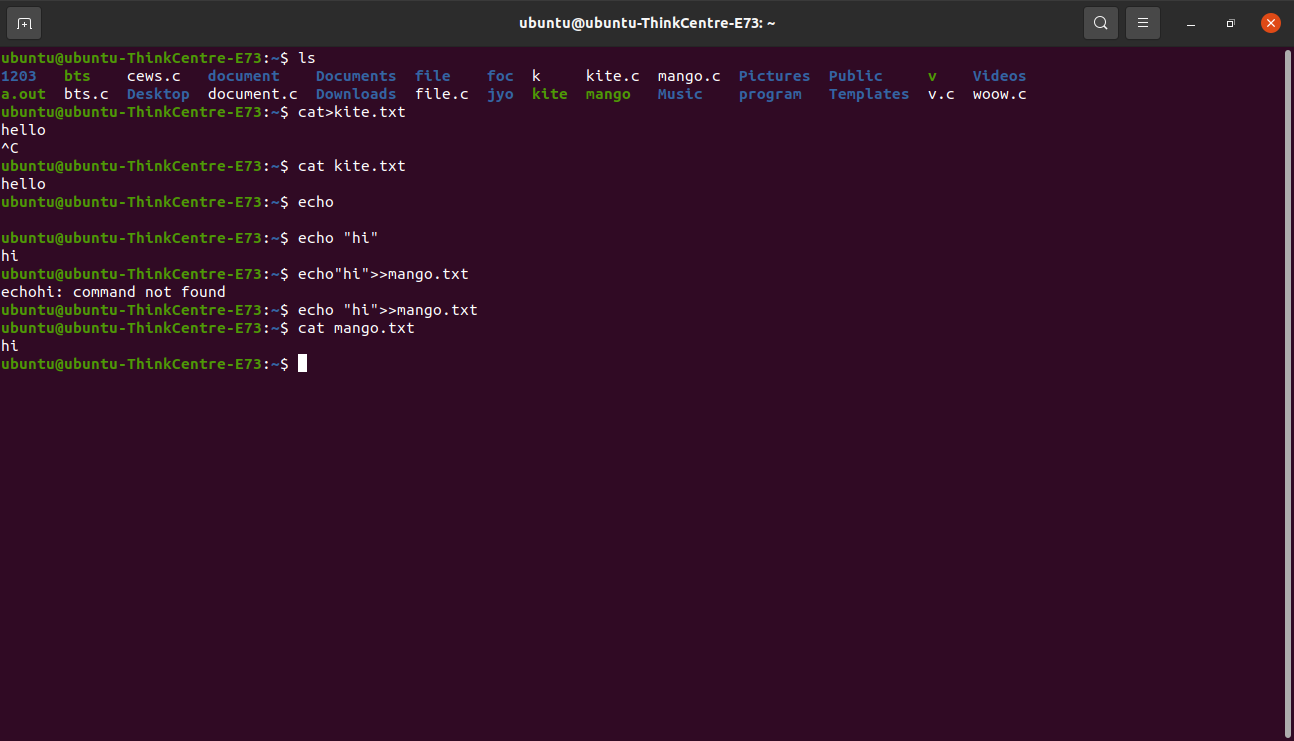 ubuntu@ubuntu-ThinkCentre-E73: ~
ubuntu@ubuntu-ThinkCentre-E73:~$ ls
1203   bts    cews.c   document    Documents  file    foc  k     kite.c  mango.c  Pictures  Public     v    Videos
a.out  bts.c  Desktop  document.c  Downloads  file.c  jyo  kite  mango   Music    program   Templates  v.c  woow.c
ubuntu@ubuntu-ThinkCentre-E73:~$ cat>kite.txt
hello
^C
ubuntu@ubuntu-ThinkCentre-E73:~$ cat kite.txt
hello
ubuntu@ubuntu-ThinkCentre-E73:~$ echo

ubuntu@ubuntu-ThinkCentre-E73:~$ echo "hi"
hi
ubuntu@ubuntu-ThinkCentre-E73:~$ echo"hi">>mango.txt
echohi: command not found
ubuntu@ubuntu-ThinkCentre-E73:~$ echo "hi">>mango.txt
ubuntu@ubuntu-ThinkCentre-E73:~$ cat mango.txt
hi
ubuntu@ubuntu-ThinkCentre-E73:~$